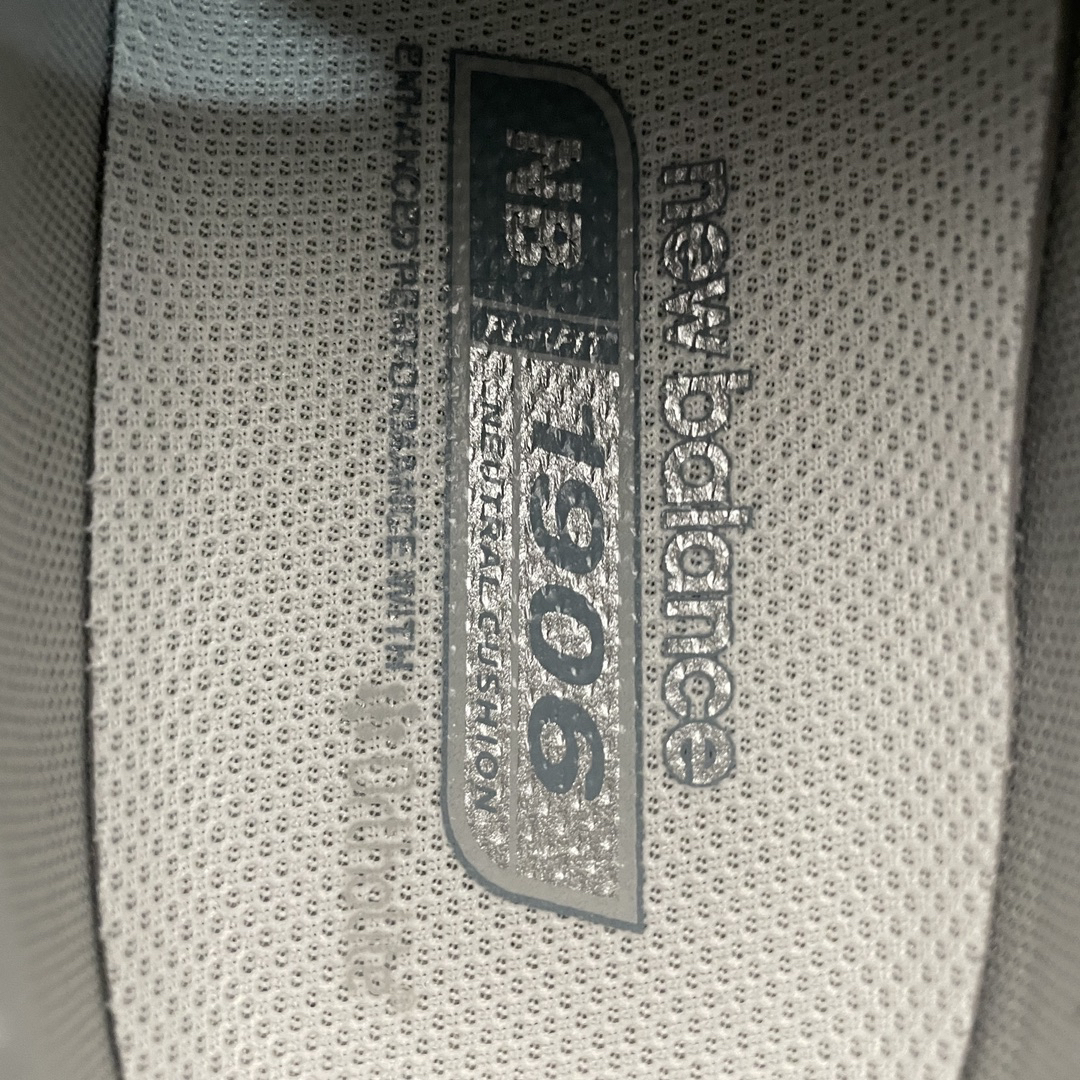 new balance
NB
1906
NEUTRAL CUSHION
ENHANCED PERFORMANCE WITH
Ortholite®